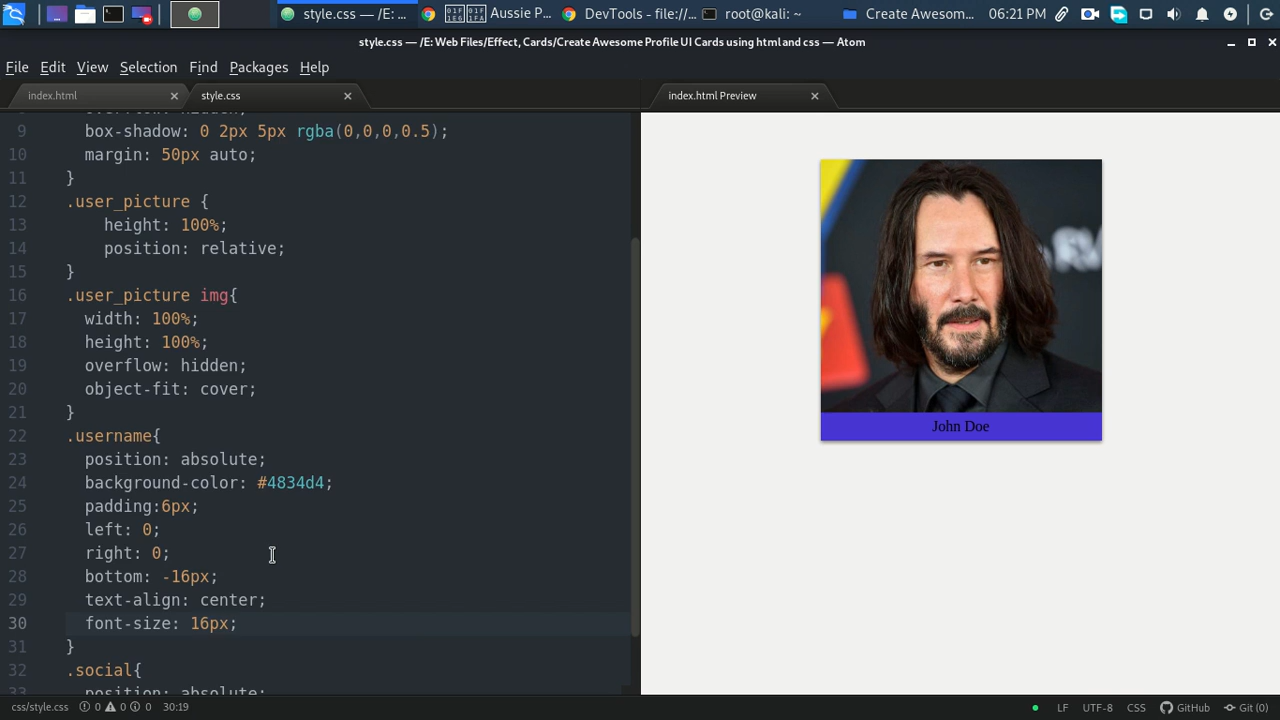 style.css — /E: ...
01F1E6 01F1FA Aussie P...
DevTools - file://...
root@kali: ~
Create Awesom...
06:21 PM
style.css — /E: Web Files/Effect, Cards/Create Awesome Profile UI Cards using html and css — Atom
File Edit View Selection Find Packages Help
index.html
style.css
index.html Preview
9 box-shadow: 0 2px 5px rgba(0,0,0,0.5);
10 margin: 50px auto;
11 }
12 .user_picture {
13 height: 100%;
14 position: relative;
15 }
16 .user_picture img{
17 width: 100%;
18 height: 100%;
19 overflow: hidden;
20 object-fit: cover;
21 }
22 .username{
23 position: absolute;
24 background-color: #4834d4;
25 padding:6px;
26 left: 0;
27 right: 0;
28 bottom: -16px;
29 text-align: center;
30 font-size: 16px;
31 }
32 .social{
33 position: absolute;
John Doe
css/style.css 0 0 0 30:19
LF UTF-8 CSS GitHub Git (0)